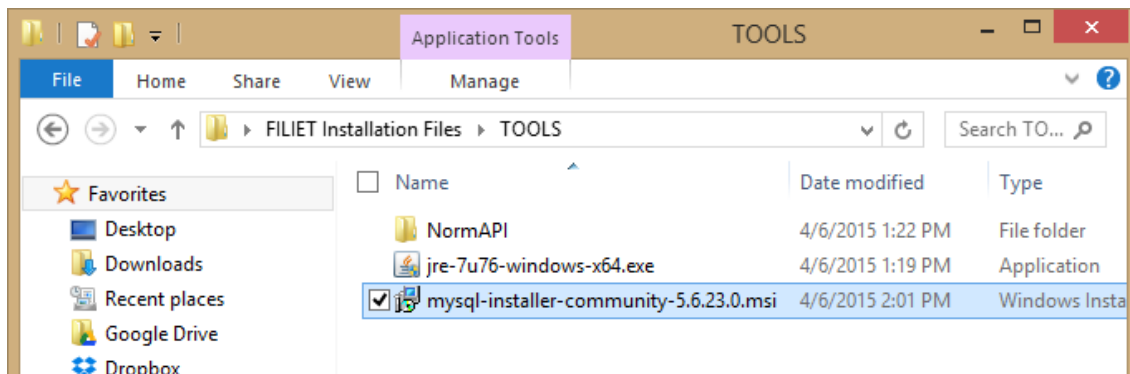 Application Tools TOOLS
File Home Share View Manage
FILIET Installation Files TOOLS Search TO...
Name Date modified Type
Favorites
Desktop
Downloads
Recent places
Google Drive
Dropbox
NormAPI 4/6/2015 1:22 PM File folder
jre-7u76-windows-x64.exe 4/6/2015 1:19 PM Application
mysql-installer-community-5.6.23.0.msi 4/6/2015 2:01 PM Windows Insta